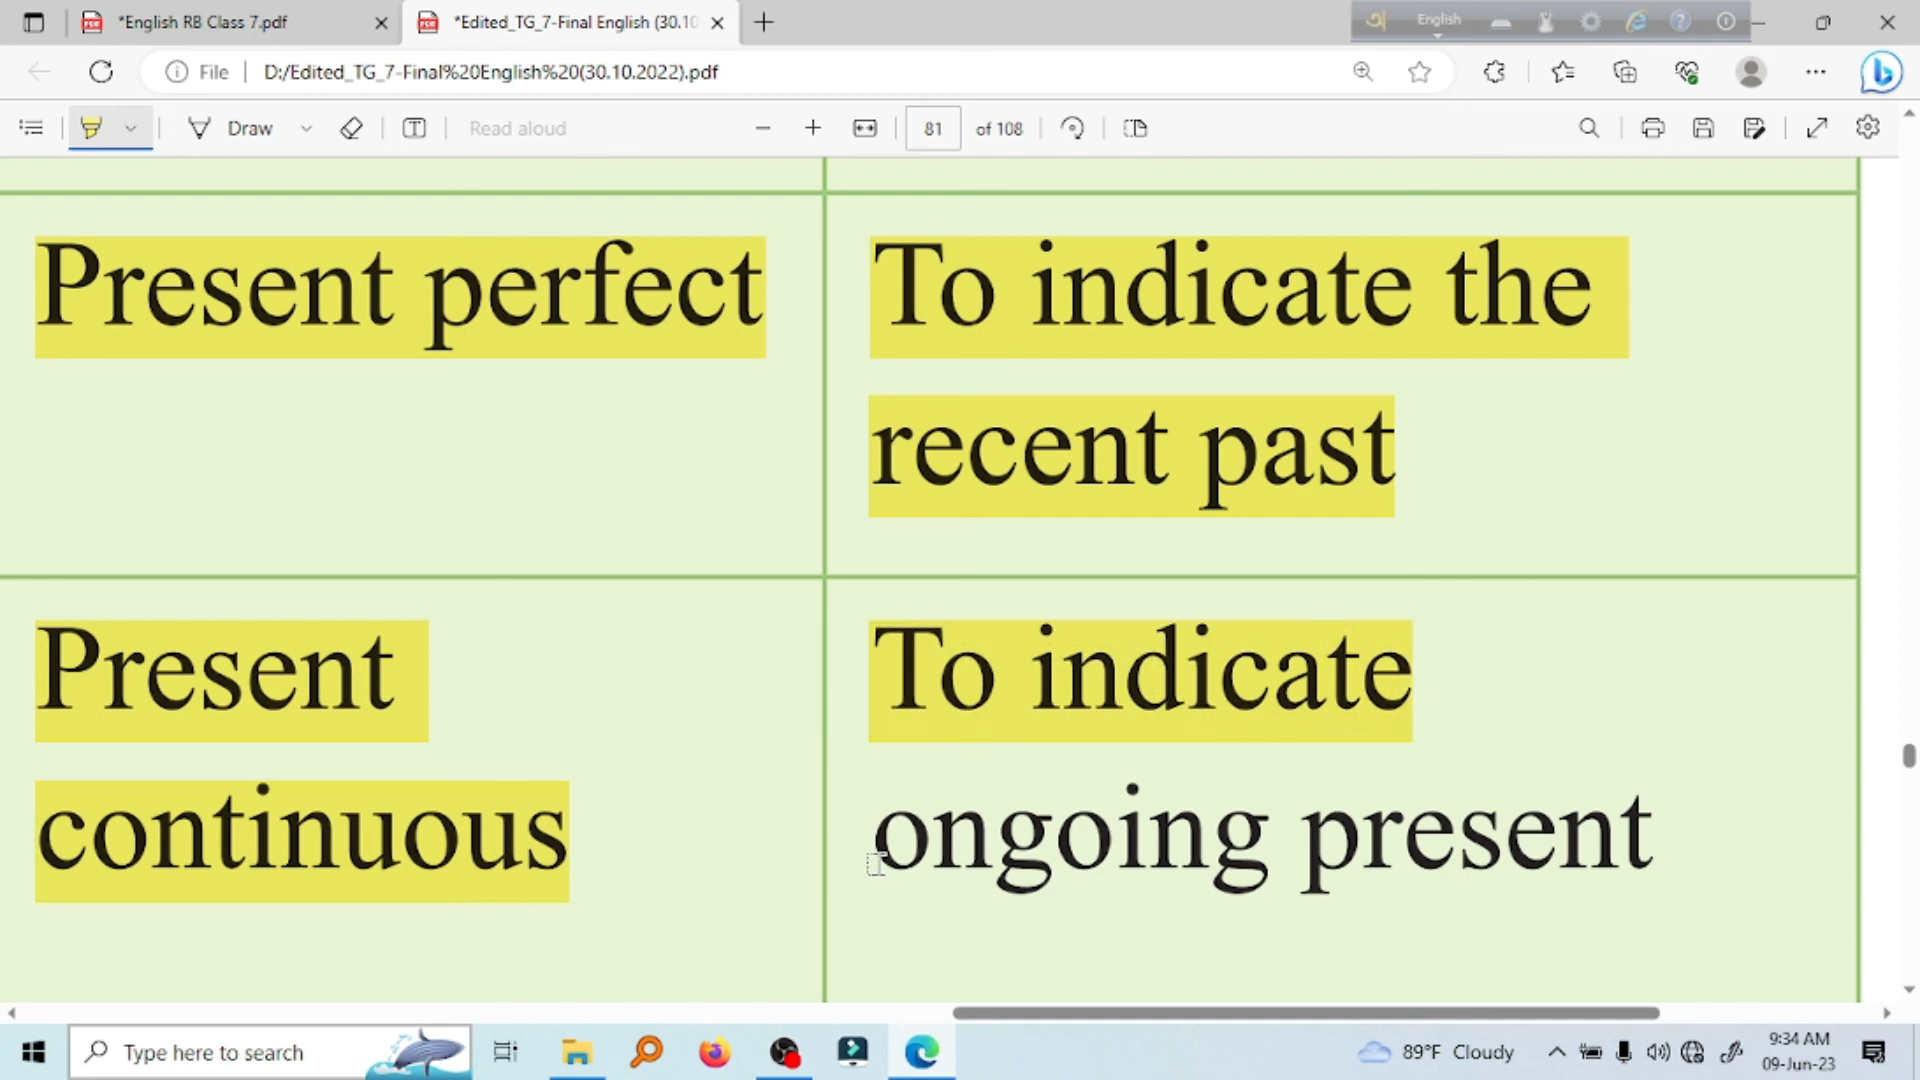 *English RB Class 7.pdf
*Edited_TG_7-Final English (30.10
English
File
D:/Edited_TG_7-Final%20English%20(30.10.2022).pdf
Draw
Read aloud
81
of 108
Present perfect
To indicate the
recent past
Present
continuous
To indicate
ongoing present
Type here to search
89°F Cloudy
9:34 AM
09-Jun-23